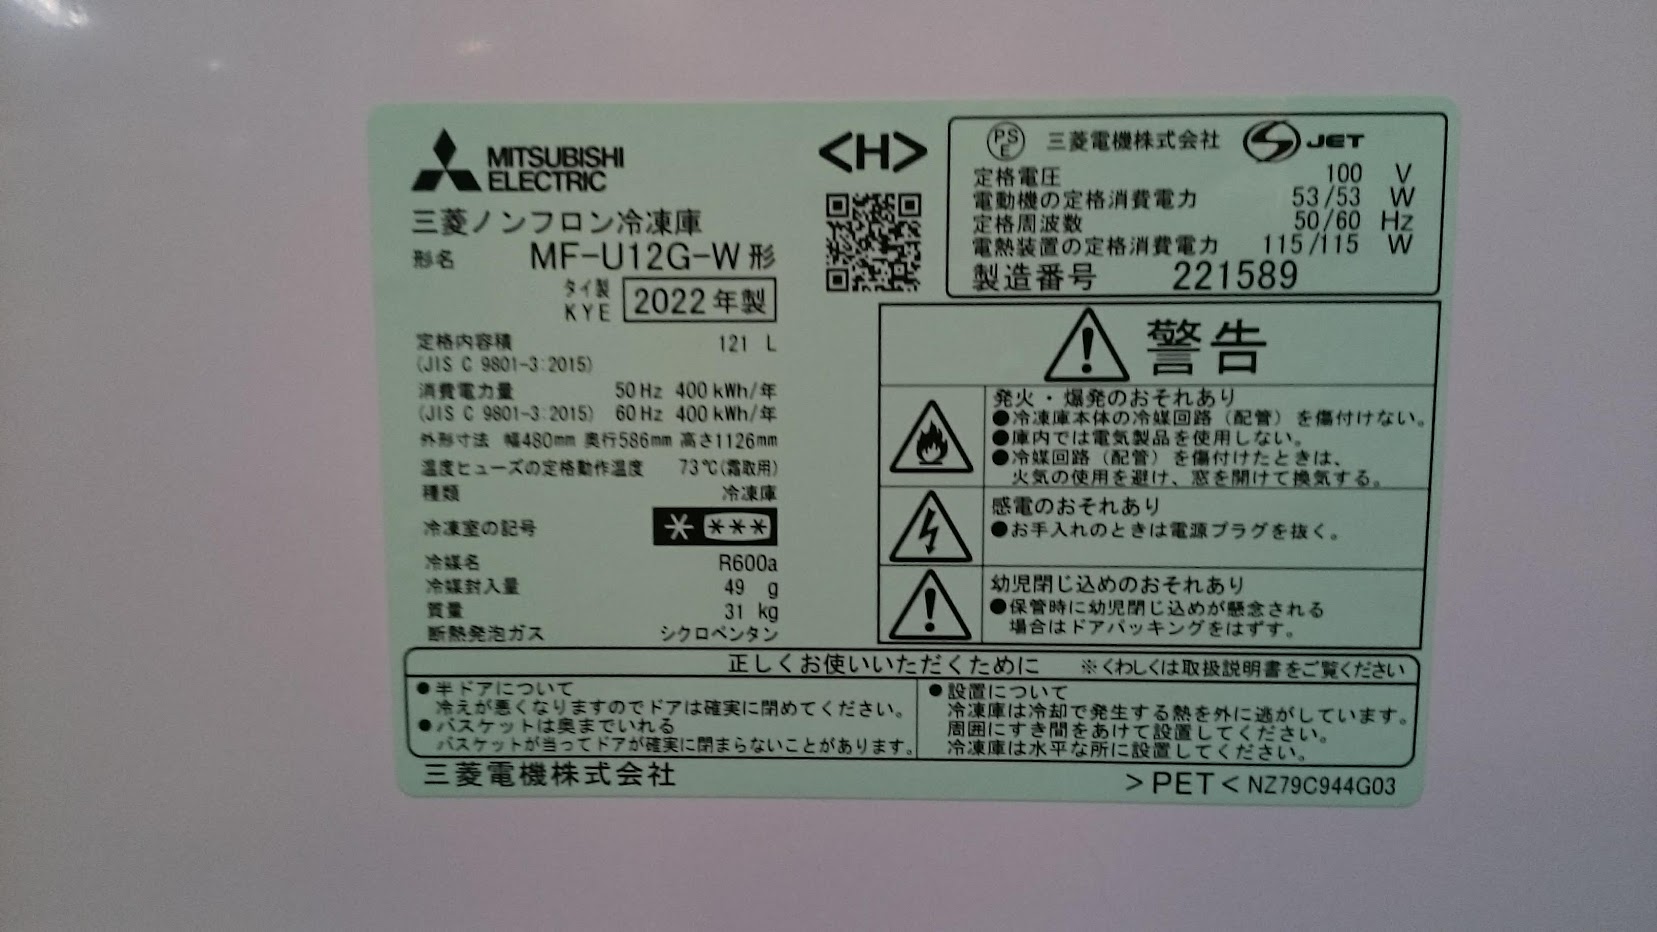 MITSUBISHI
ELECTRIC
三菱ノンフロン冷凍庫
形名 MF-U12G-W形
タイ製
KYE
2022年製
定格内容積 121 L
(JIS C 9801-3:2015)
消費電力量 50Hz 400kWh/年
(JIS C 9801-3:2015) 60Hz 400kWh/年
外形寸法 幅480mm 奥行586mm 高さ1126mm
温度ヒューズの定格動作温度 73℃(霜取用)
種類 冷凍庫
冷凍室の記号 * ***
冷媒名 R600a
冷媒封入量 49 g
質量 31 kg
断熱発泡ガス シクロペンタン
<H>
PS
E
三菱電機株式会社 JET
定格電圧 100 V
電動機の定格消費電力 53/53 W
定格周波数 50/60 Hz
電熱装置の定格消費電力 115/115 W
製造番号 221589
警告
発火・爆発のおそれあり
●冷凍庫本体の冷媒回路（配管）を傷付けない。
●庫内では電気製品を使用しない。
●冷媒回路（配管）を傷付けたときは、
火気の使用を避け、窓を開けて換気する。
感電のおそれあり
●お手入れのときは電源プラグを抜く。
幼児閉じ込めのおそれあり
●保管時に幼児閉じ込めが懸念される
場合はドアパッキングをはずす。
正しくお使いいただくために ※くわしくは取扱説明書をご覧ください
●半ドアについて
冷えが悪くなりますのでドアは確実に閉めてください。
●バスケットは奥までいれる
バスケットが当ってドアが確実に閉まらないことがあります。
●設置について
冷凍庫は冷却で発生する熱を外に逃がしています。
周囲にすき間をあけて設置してください。
冷凍庫は水平な所に設置してください。
三菱電機株式会社
>PET< NZ79C944G03